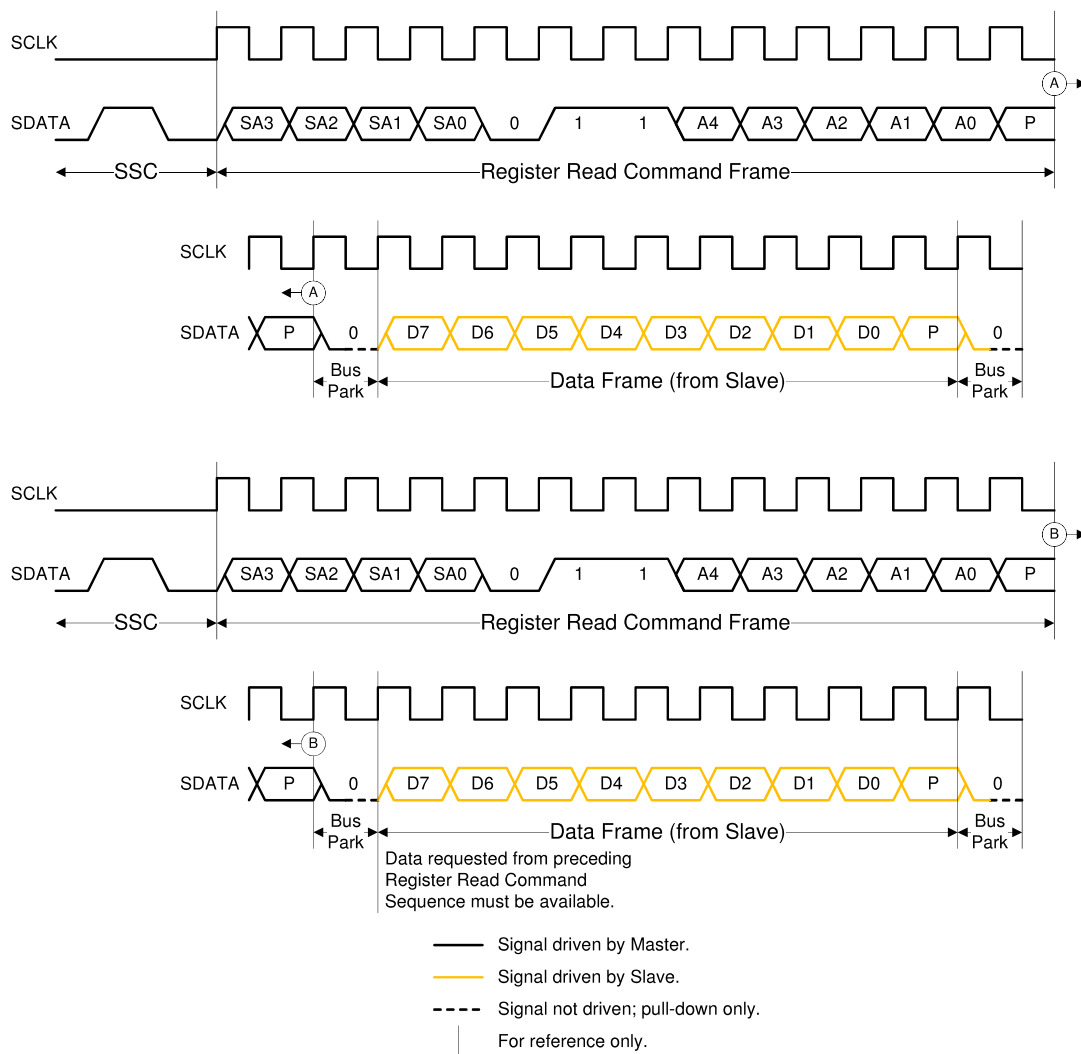 SCLK
A
SDATA SA3 SA2 SA1 SA0 0 1 1 A4 A3 A2 A1 A0 P
SSC Register Read Command Frame
SCLK
A
SDATA P 0 D7 D6 D5 D4 D3 D2 D1 D0 P 0
Bus Park Data Frame (from Slave) Bus Park
SCLK
B
SDATA SA3 SA2 SA1 SA0 0 1 1 A4 A3 A2 A1 A0 P
SSC Register Read Command Frame
SCLK
B
SDATA P 0 D7 D6 D5 D4 D3 D2 D1 D0 P 0
Bus Park Data Frame (from Slave) Bus Park
Data requested from preceding
Register Read Command
Sequence must be available.
Signal driven by Master.
Signal driven by Slave.
Signal not driven; pull-down only.
For reference only.